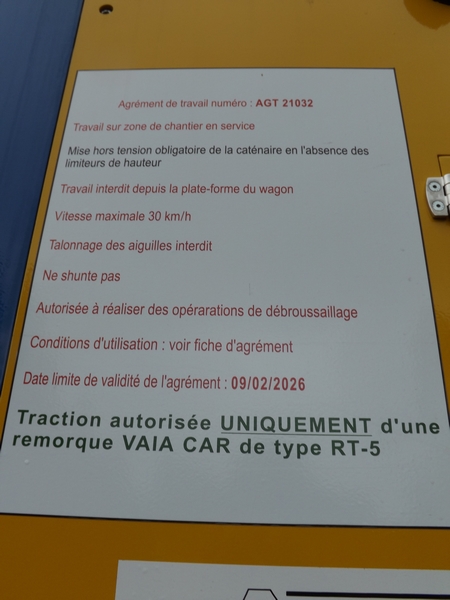 Agrément de travail numéro : AGT 21032
Travail sur zone de chantier en service
Mise hors tension obligatoire de la caténaire en l'absence des
limiteurs de hauteur
Travail interdit depuis la plate-forme du wagon
Vitesse maximale 30 km/h
Talonnage des aiguilles interdit
Ne shunte pas
Autorisée à réaliser des opérarations de débroussaillage
Conditions d'utilisation : voir fiche d'agrément
Date limite de validité de l'agrément : 09/02/2026
Traction autorisée UNIQUEMENT d'une
remorque VAIA CAR de type RT-5